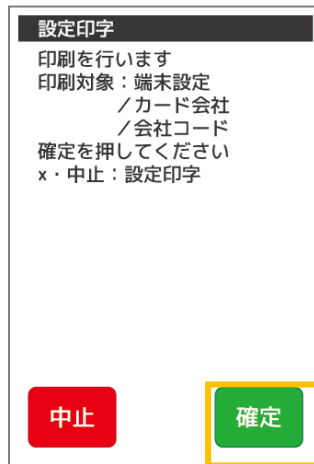 設定印字
印刷を行います
印刷対象：端末設定
／カード会社
／会社コード
確定を押してください
x・中止：設定印字
中止
確定